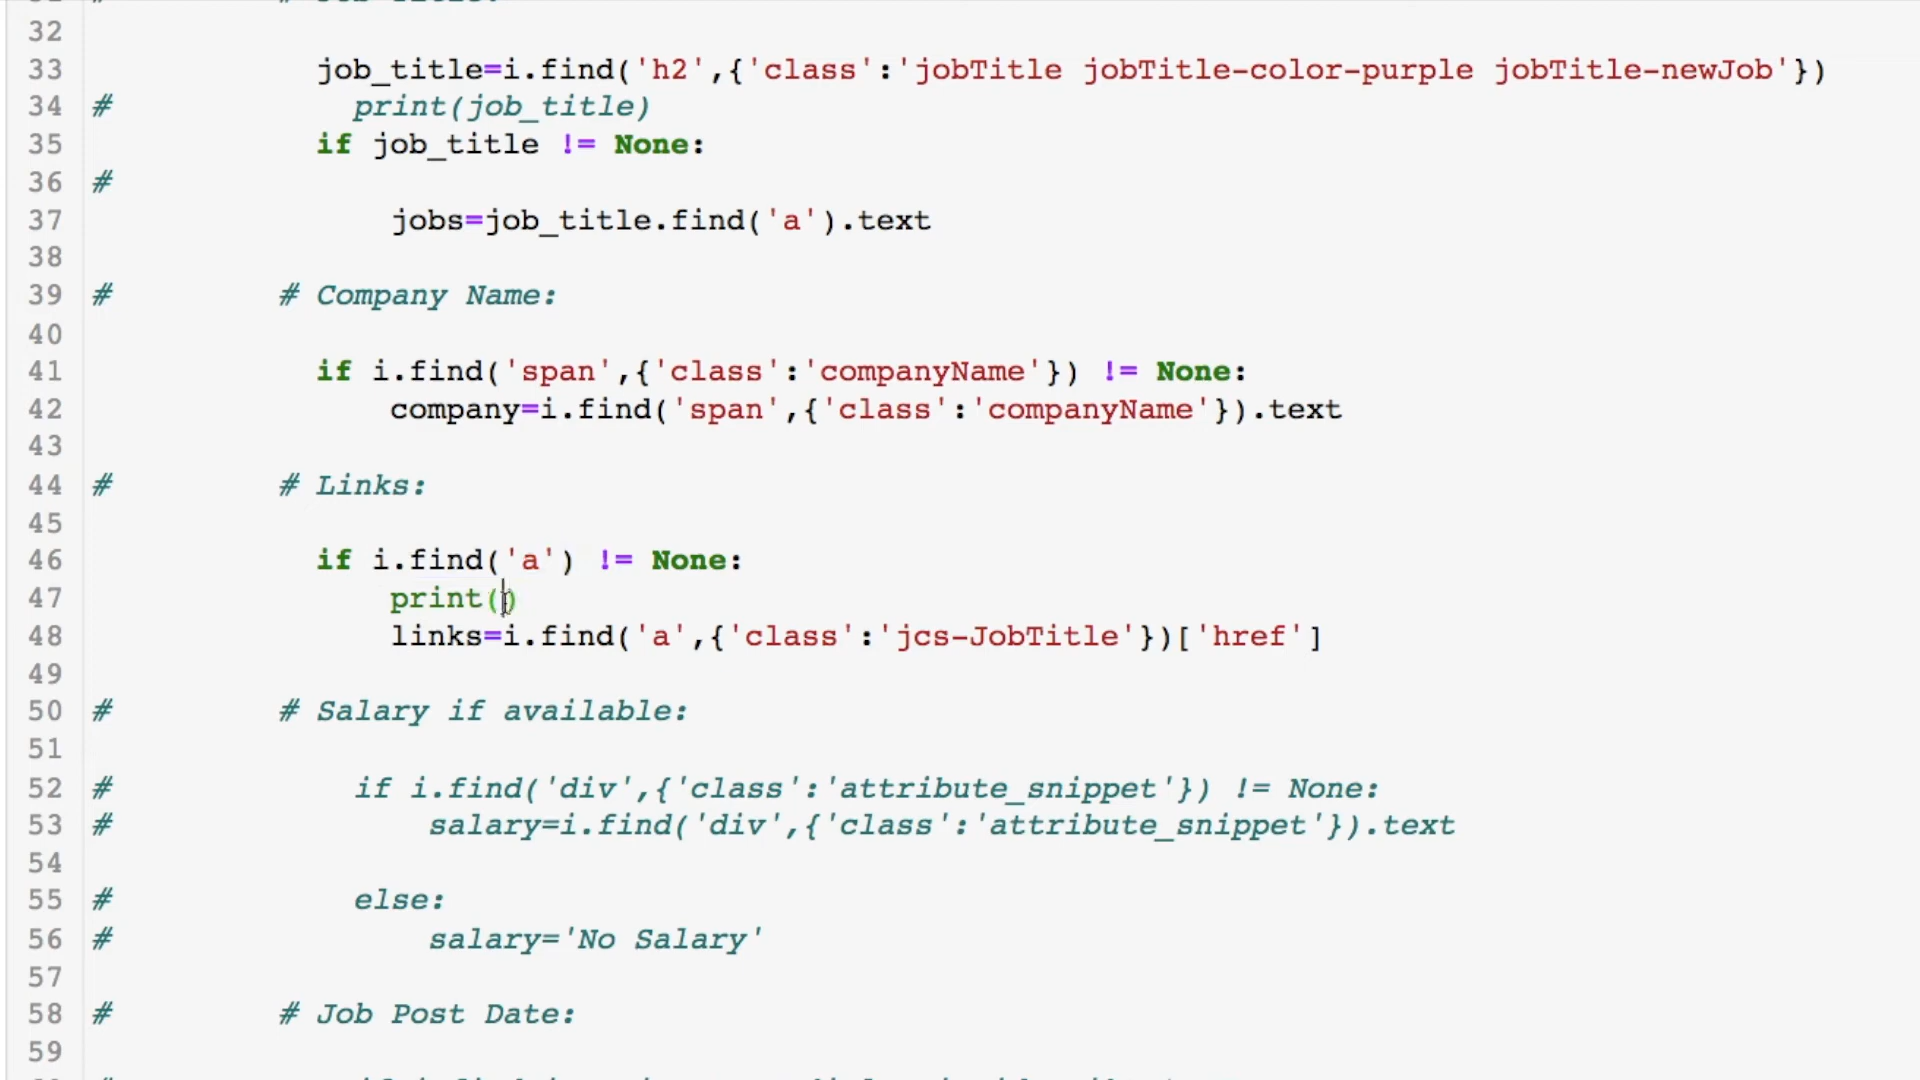 32
33 job_title=i.find('h2',{'class':'jobTitle jobTitle-color-purple jobTitle-newJob'})
34 # print(job_title)
35 if job_title != None:
36 #
37 jobs=job_title.find('a').text
38
39 # # Company Name:
40
41 if i.find('span',{'class':'companyName'}) != None:
42 company=i.find('span',{'class':'companyName'}).text
43
44 # # Links:
45
46 if i.find('a') != None:
47 print()
48 links=i.find('a',{'class':'jcs-JobTitle'})['href']
49
50 # # Salary if available:
51
52 # if i.find('div',{'class':'attribute_snippet'}) != None:
53 # salary=i.find('div',{'class':'attribute_snippet'}).text
54
55 # else:
56 # salary='No Salary'
57
58 # # Job Post Date:
59